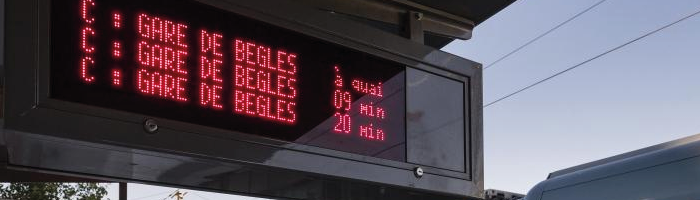 C : GARE DE BEGLES à quai
C : GARE DE BEGLES 09 min
C : GARE DE BEGLES 20 min